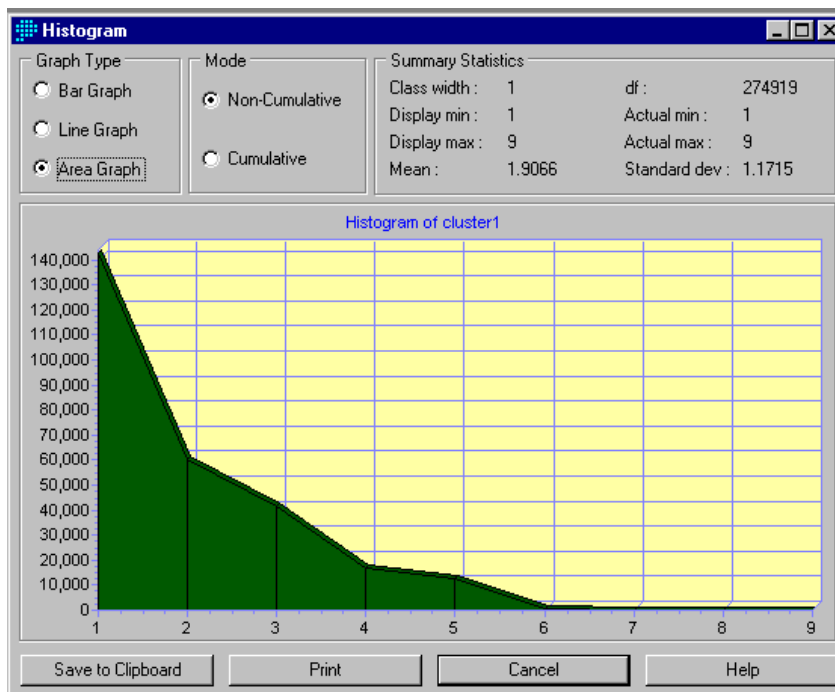 Histogram
Graph Type
Bar Graph
Line Graph
Area Graph
Mode
Non-Cumulative
Cumulative
Summary Statistics
Class width : 1 df : 274919
Display min : 1 Actual min : 1
Display max : 9 Actual max : 9
Mean : 1.9066 Standard dev : 1.1715
Histogram of cluster1
140,000
130,000
120,000
110,000
100,000
90,000
80,000
70,000
60,000
50,000
40,000
30,000
20,000
10,000
0
1 2 3 4 5 6 7 8 9
Save to Clipboard Print Cancel Help